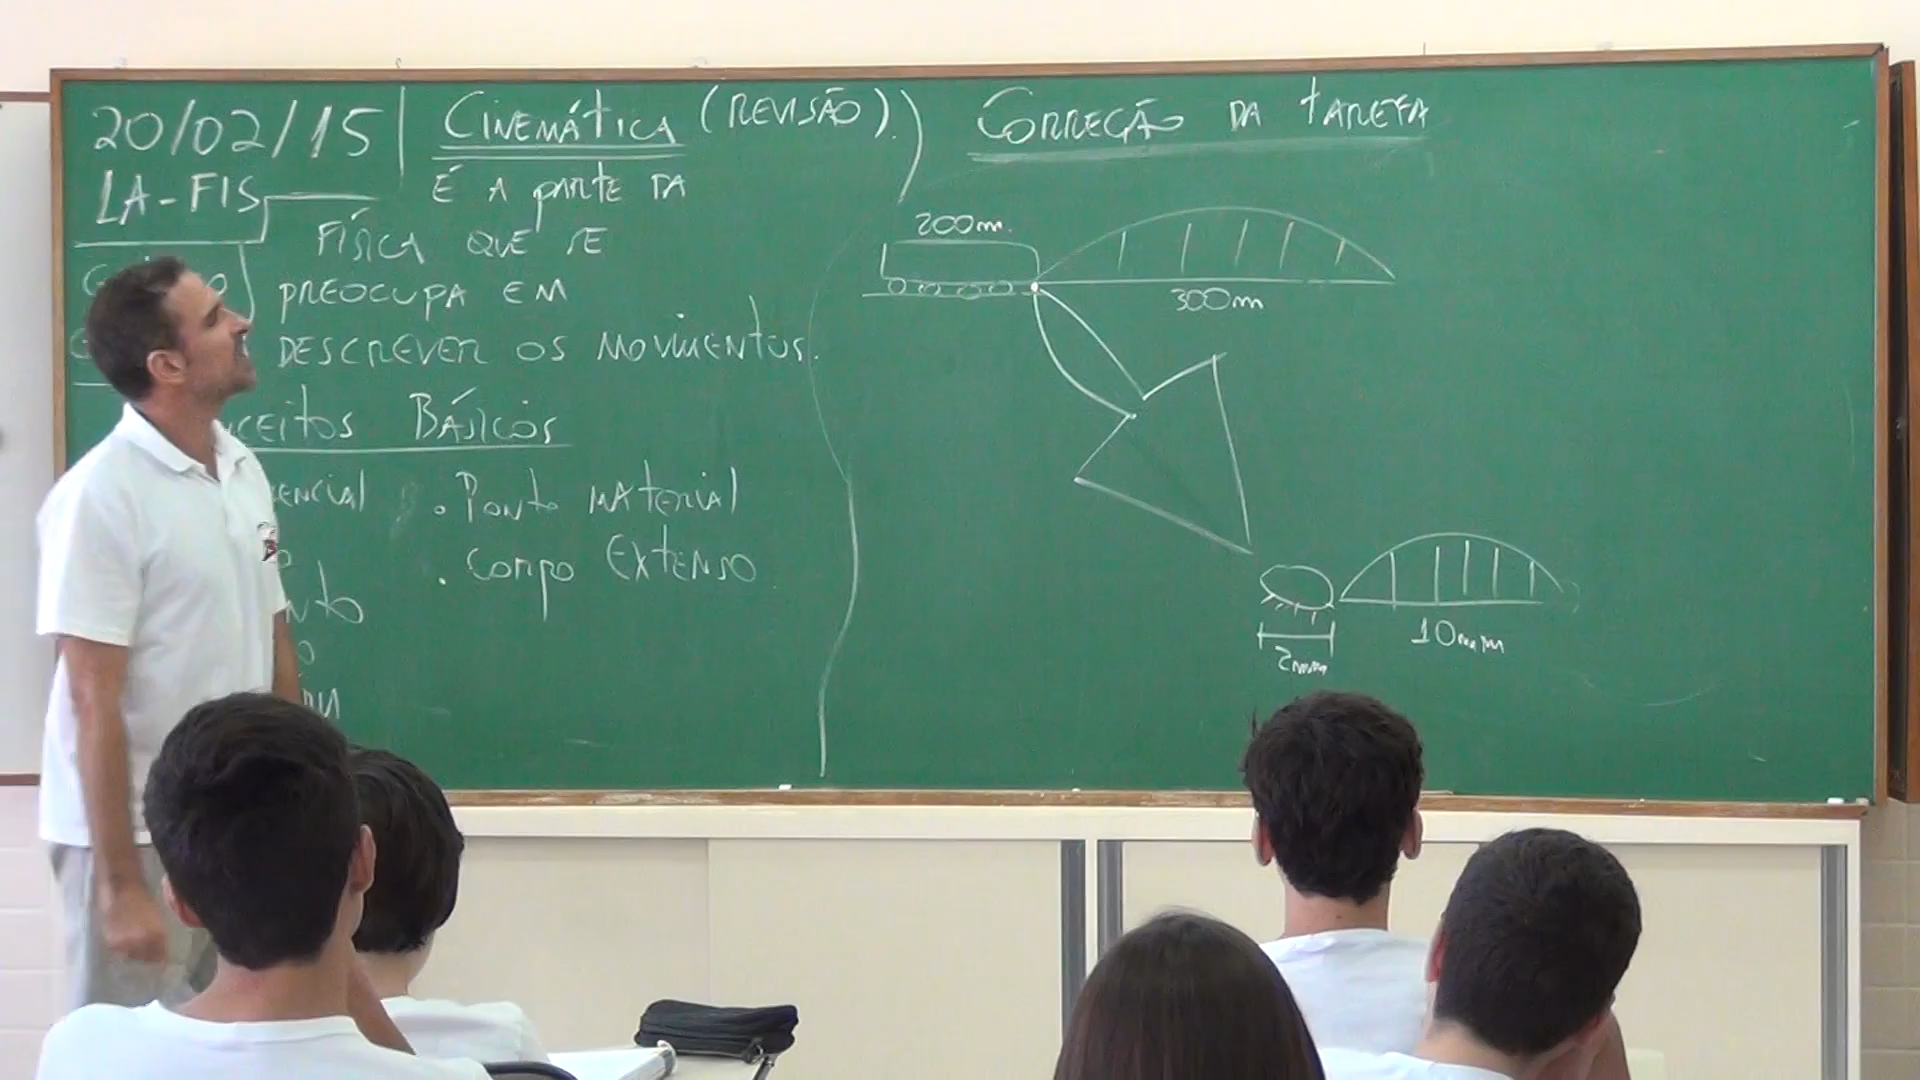 20/02/15
LA-FIS
CINEMÁTICA (REVISÃO).
É A PARTE DA
FÍSICA QUE SE
PREOCUPA EM
DESCREVER OS MOVIMENTOS.
BÁSICOS
. PONTO MATERIAL
. CORPO EXTENSO
CORREÇÃO DA TAREFA
200m.
300m
2mm
10mm